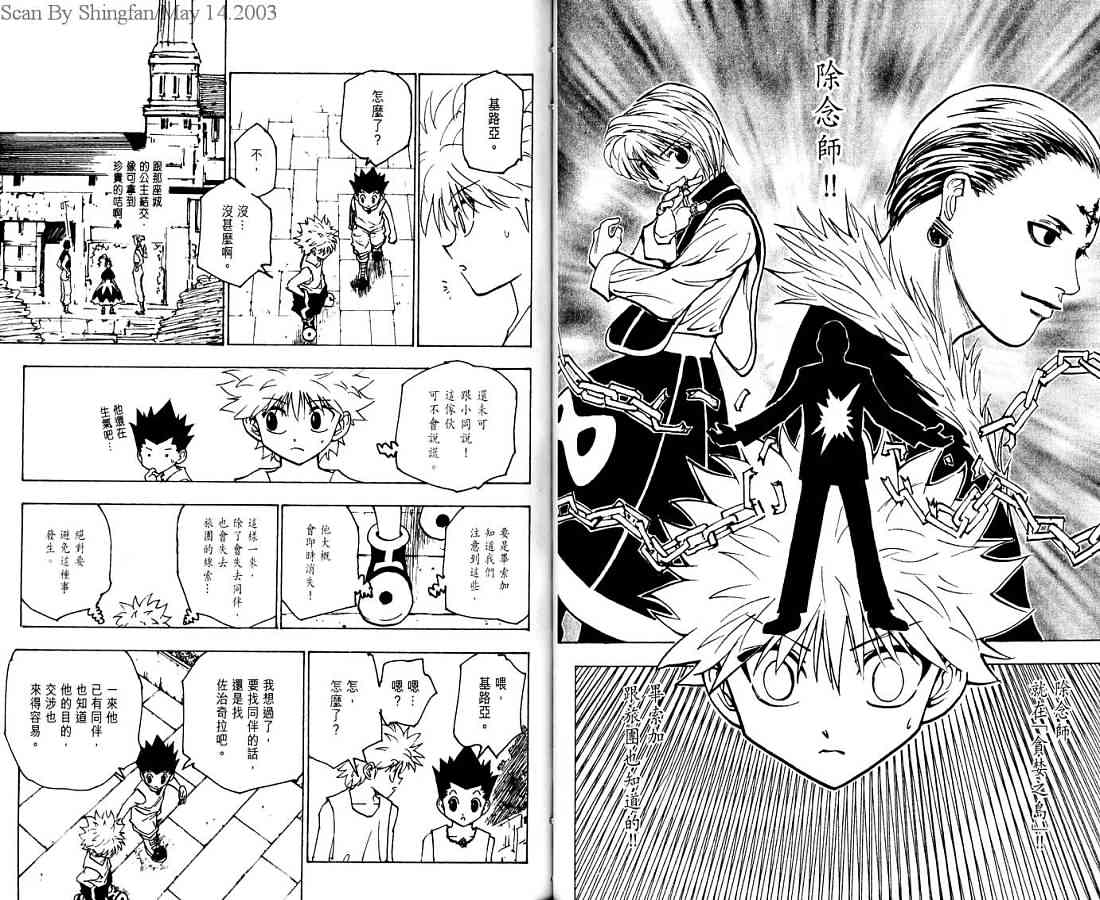 Scan By Shingfan/May 14.2003
除念師!!
除念師
就在「貪婪之島」!!
畢索加
跟旅團也知道的!!
基路亞。
怎麼了?
不,
沒…
沒甚麼啊。
跟那座城
的公主結交
像可拿到
珍貴的咭啊♣
還未可
跟小同說!
這傢伙
可不會說謊。
他還在
生氣吧…
要是畢索加
知道我們
注意到這些,
他大概
會即時消失!
這樣一來,
除了會失去同伴,
也會失去
旅團的線索…
絕對要
避免這種事
發生。
喂,
基路亞。
嗯?
嗯…
怎,
怎麼了?
我想過了,
要找同伴的話,
還是找
佐治奇拉吧。
一來他
已有同伴,
也知道
他的目的,
交涉也
來得容易。